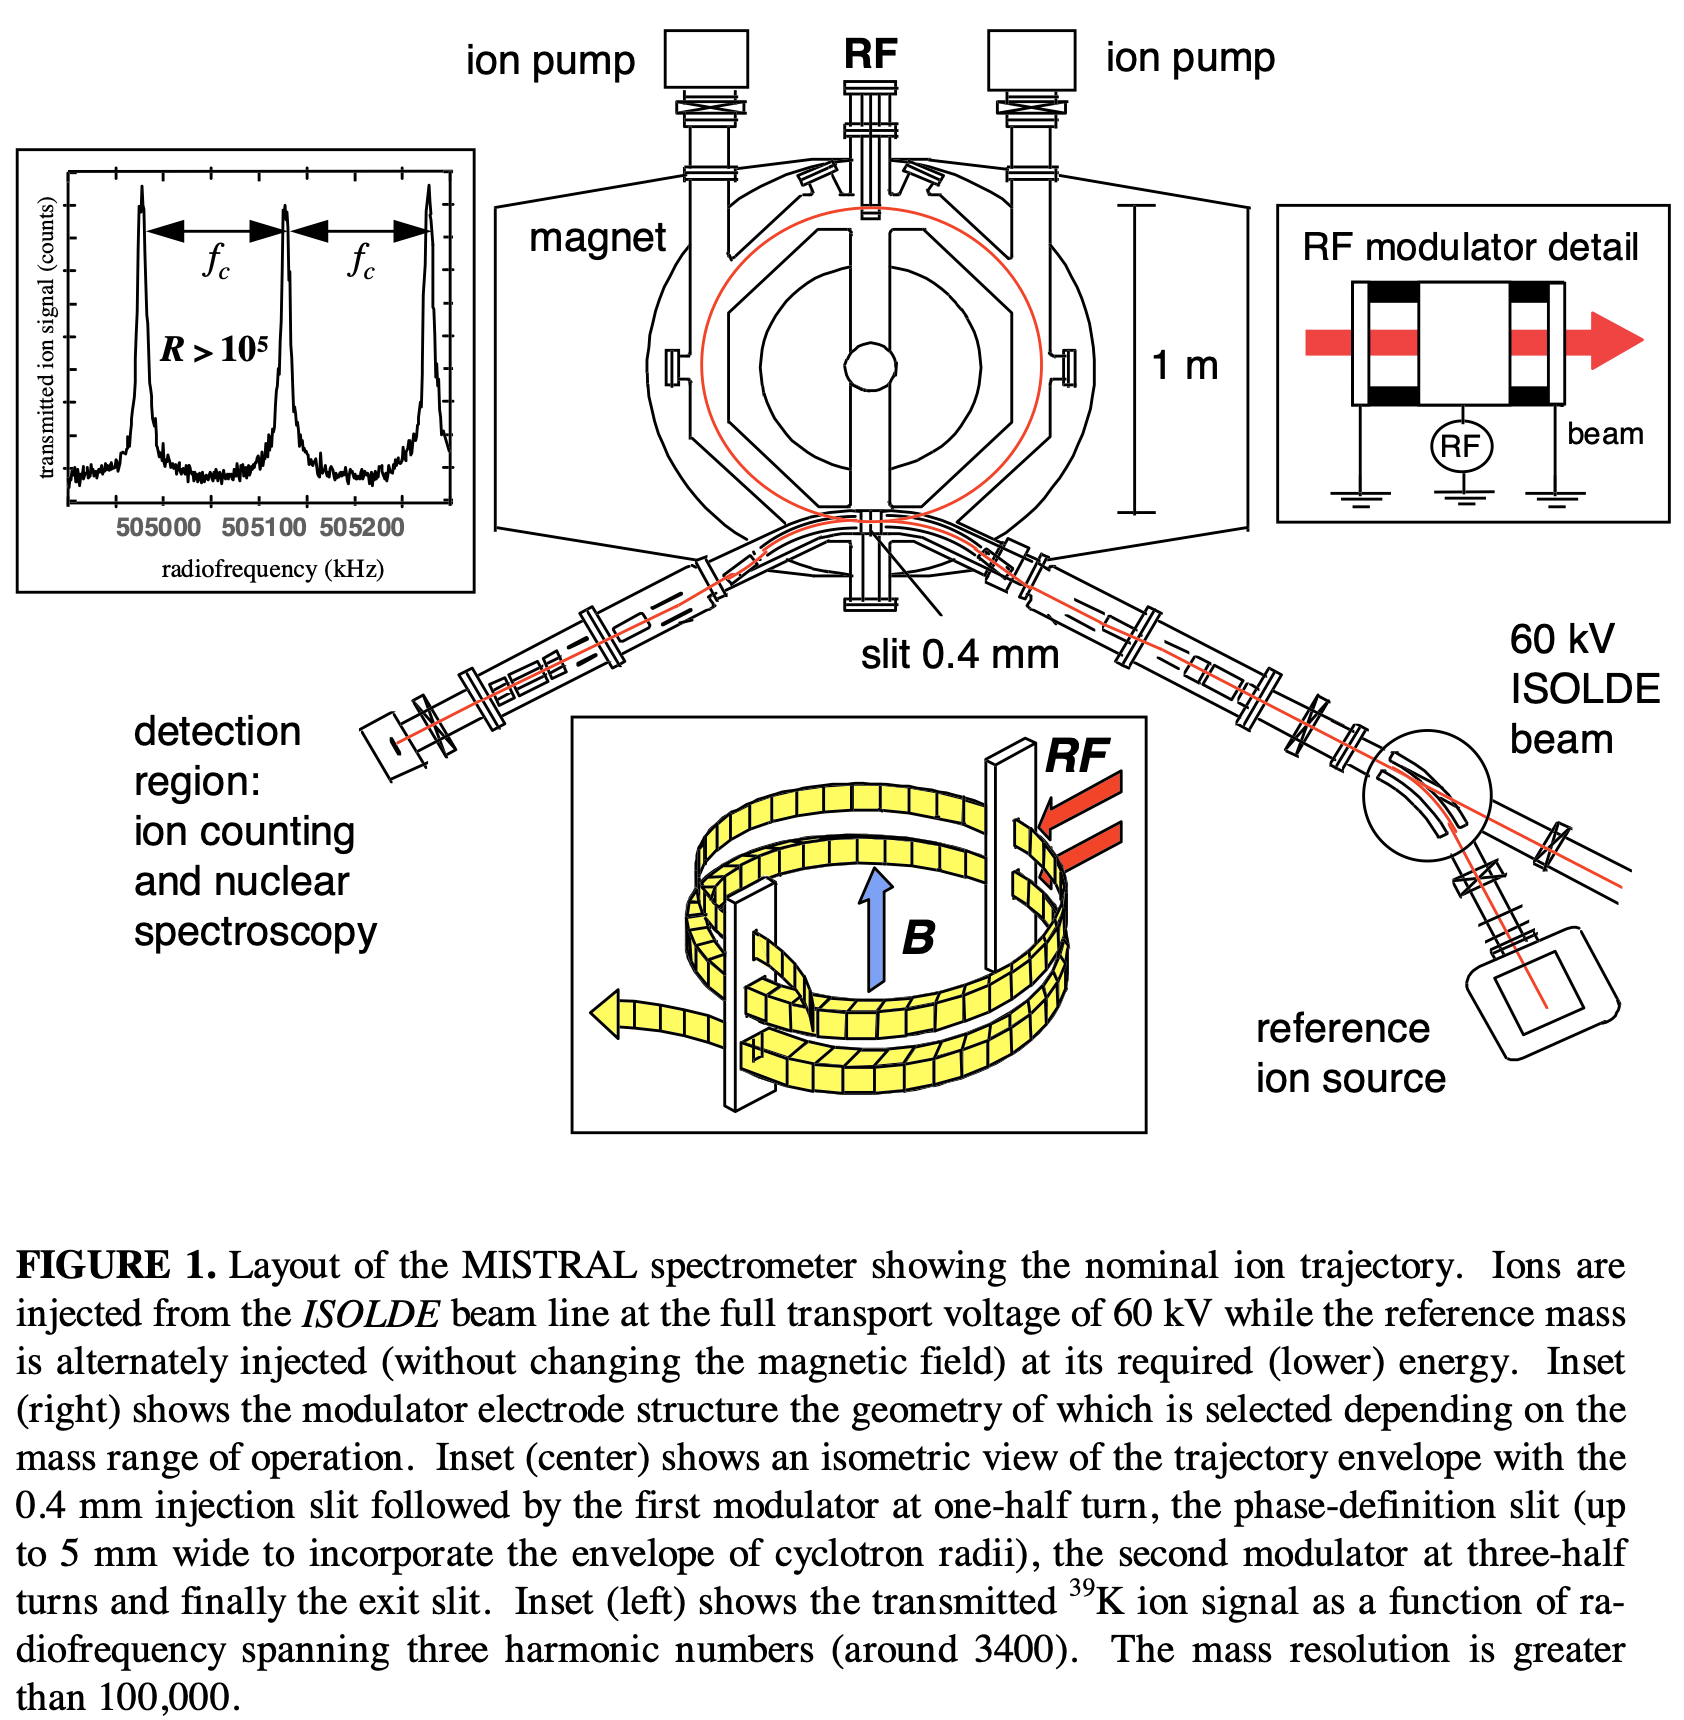 ion pump
RF
ion pump
transmitted ion signal (counts)
fc
fc
R > 10⁵
505000 505100 505200
radiofrequency (kHz)
magnet
1 m
RF modulator detail
RF
beam
slit 0.4 mm
60 kV
ISOLDE
beam
detection
region:
ion counting
and nuclear
spectroscopy
RF
B
reference
ion source
FIGURE 1. Layout of the MISTRAL spectrometer showing the nominal ion trajectory. Ions are
injected from the ISOLDE beam line at the full transport voltage of 60 kV while the reference mass
is alternately injected (without changing the magnetic field) at its required (lower) energy. Inset
(right) shows the modulator electrode structure the geometry of which is selected depending on the
mass range of operation. Inset (center) shows an isometric view of the trajectory envelope with the
0.4 mm injection slit followed by the first modulator at one-half turn, the phase-definition slit (up
to 5 mm wide to incorporate the envelope of cyclotron radii), the second modulator at three-half
turns and finally the exit slit. Inset (left) shows the transmitted ³⁹K ion signal as a function of ra-
diofrequency spanning three harmonic numbers (around 3400). The mass resolution is greater
than 100,000.